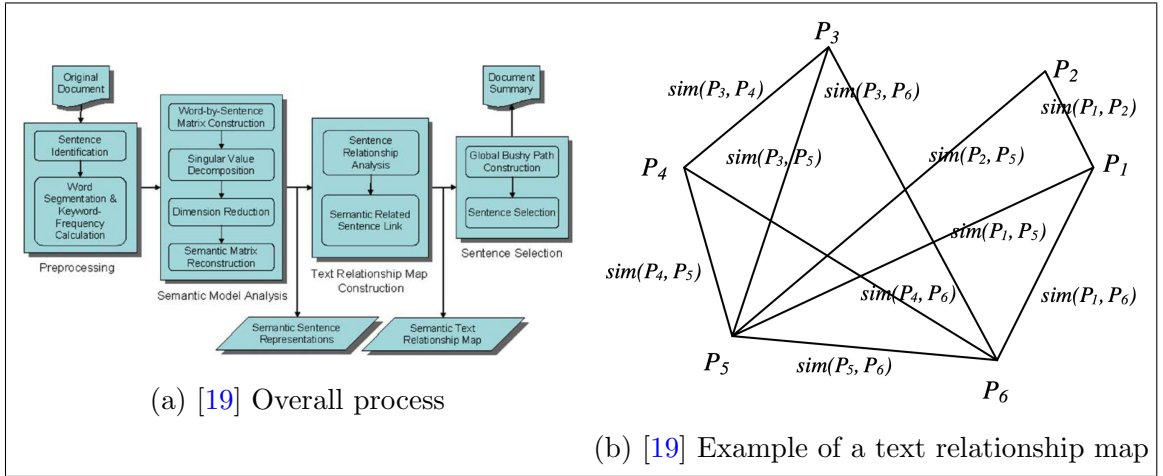 Original
Document
Sentence
Identification
Word
Segmentation &
Keyword-
Frequency
Calculation
Preprocessing
Word-by-Sentence
Matrix Construction
Singular Value
Decomposition
Dimension Reduction
Semantic Matrix
Reconstruction
Semantic Model Analysis
Sentence
Relationship
Analysis
Semantic Related
Sentence Link
Text Relationship Map
Construction
Document
Summary
Global Bushy Path
Construction
Sentence Selection
Sentence Selection
Semantic Sentence
Representations
Semantic Text
Relationship Map
(a) [19] Overall process
P3
P2
sim(P3, P4)
sim(P3, P6)
sim(P1, P2)
sim(P3, P5)
sim(P2, P5)
P4
P1
sim(P1, P5)
sim(P4, P5)
sim(P4, P6)
sim(P1, P6)
P5
sim(P5, P6)
P6
(b) [19] Example of a text relationship map